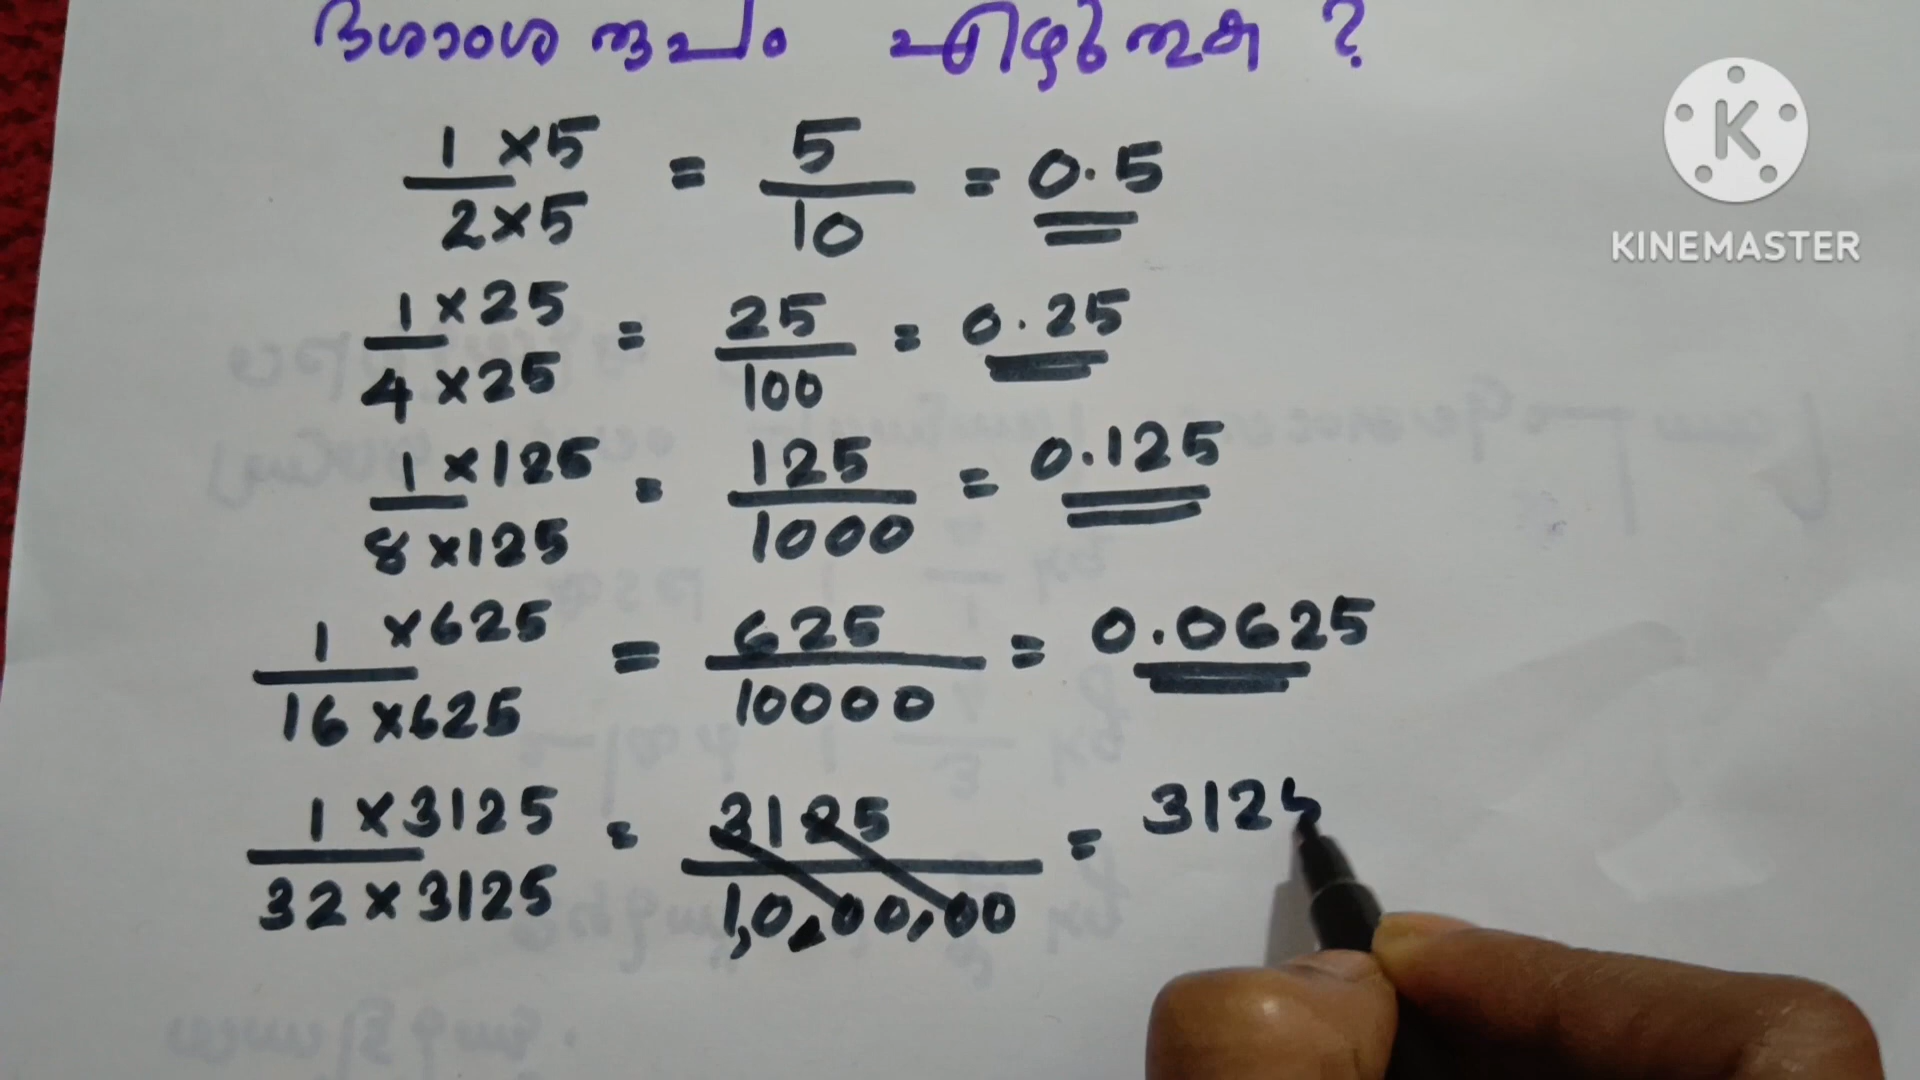 ദശാംശ രൂപം എഴുതുക ?
K
KINEMASTER
1 ×5 / 2 ×5 = 5 / 10 = 0.5
1 ×25 / 4 ×25 = 25 / 100 = 0.25
1 ×125 / 8 ×125 = 125 / 1000 = 0.125
1 ×625 / 16 ×625 = 625 / 10000 = 0.0625
1 ×3125 / 32 ×3125 = 3125 / 1,0,00,00 = 3125